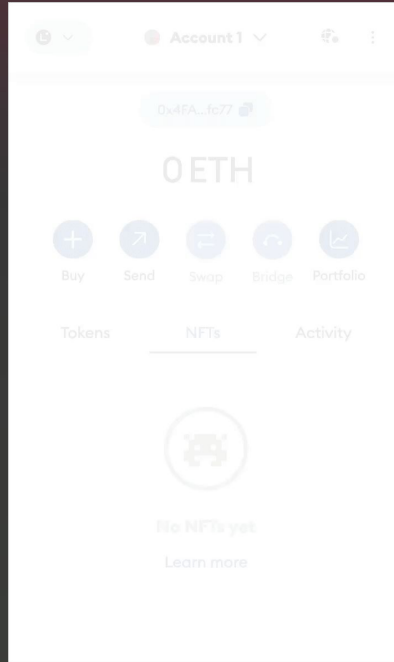 Account 1
0x4FA...fc77
0 ETH
Buy Send Swap Bridge Portfolio
Tokens NFTs Activity
No NFTs yet
Learn more